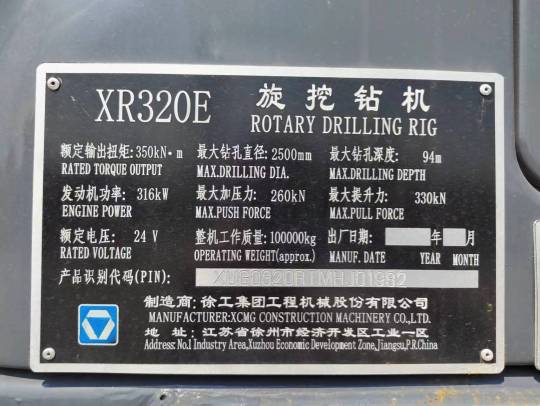 XR320E 旋挖钻机
ROTARY DRILLING RIG
额定输出扭矩:350kN·m 最大钻孔直径:2500mm 最大钻孔深度: 94m
RATED TORQUE OUTPUT MAX.DRILLING DIA. MAX.DRILLING DEPTH
发动机功率: 316kW 最大加压力: 260kN 最大提升力: 330kN
ENGINE POWER MAX.PUSH FORCE MAX.PULL FORCE
额定电压: 24 V 整机工作质量:100000kg 出厂日期: 年 月
RATED VOLTAGE OPERATING WEIGHT(approx.) MANUF. DATE YEAR MONTH
产品识别代码(PIN):
制造商:徐工集团工程机械股份有限公司
MANUFACTURER:XCMG CONSTRUCTION MACHINERY CO.,LTD.
地 址:江苏省徐州市经济开发区工业一区
Address: No.1 Industry Area,Xuzhou Economic Development Zone,Jiangsu,P.R.China